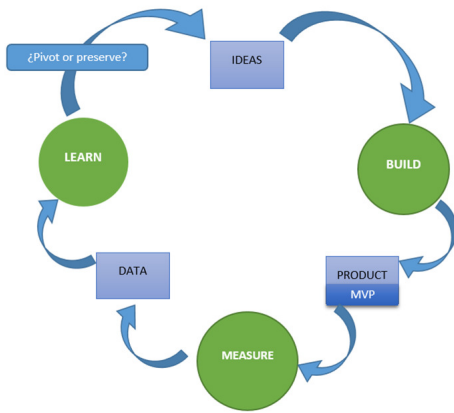 ¿Pivot or preserve?
IDEAS
LEARN
BUILD
DATA
PRODUCT
MVP
MEASURE